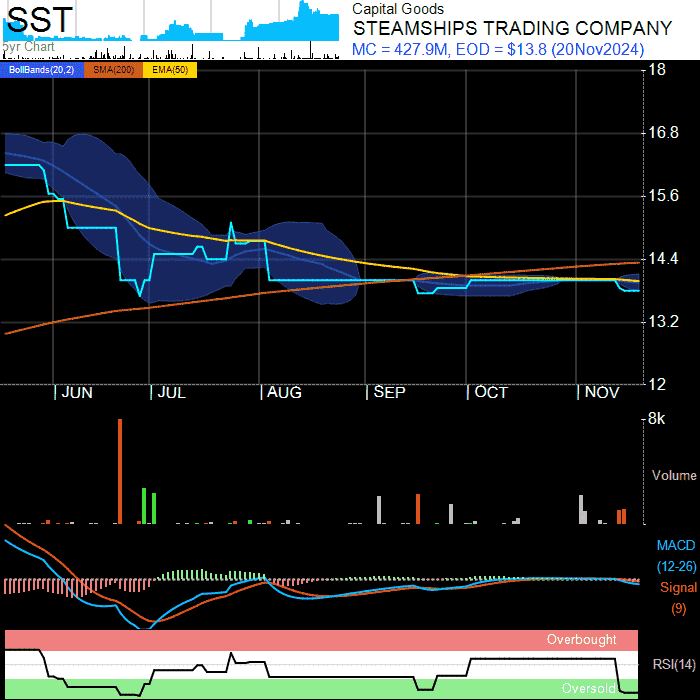 SST
5yr Chart
Capital Goods
STEAMSHIPS TRADING COMPANY
MC = 427.9M, EOD = $13.8 (20Nov2024)
BollBands(20,2) SMA(200) EMA(50)
18
16.8
15.6
14.4
13.2
12
JUN JUL AUG SEP OCT NOV
8k
Volume
MACD
(12-26)
Signal
(9)
Overbought
RSI(14)
Oversold